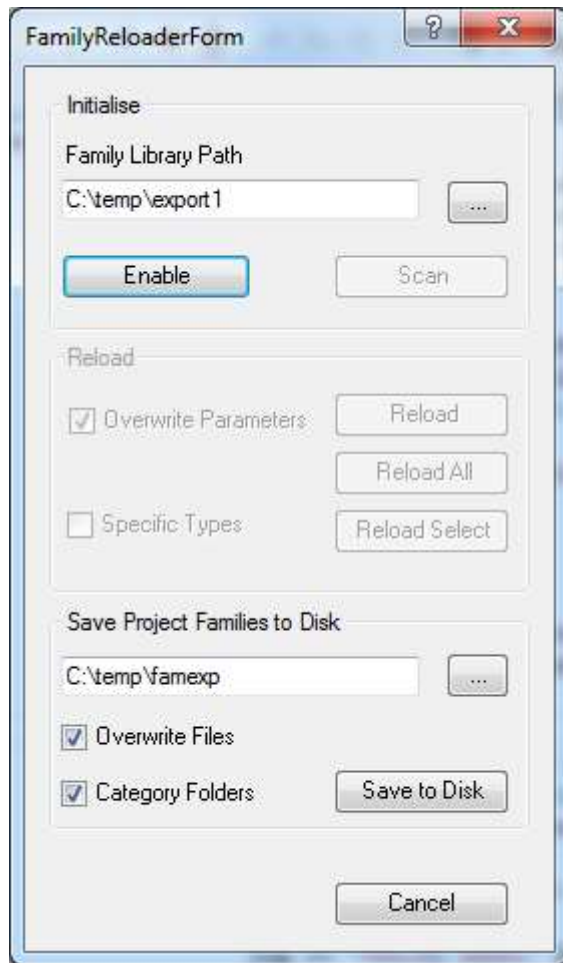 FamilyReloaderForm
?
X
Initialise
Family Library Path
C:\temp\export1
...
Enable
Scan
Reload
Overwrite Parameters
Reload
Reload All
Specific Types
Reload Select
Save Project Families to Disk
C:\temp\famexp
...
Overwrite Files
Category Folders
Save to Disk
Cancel